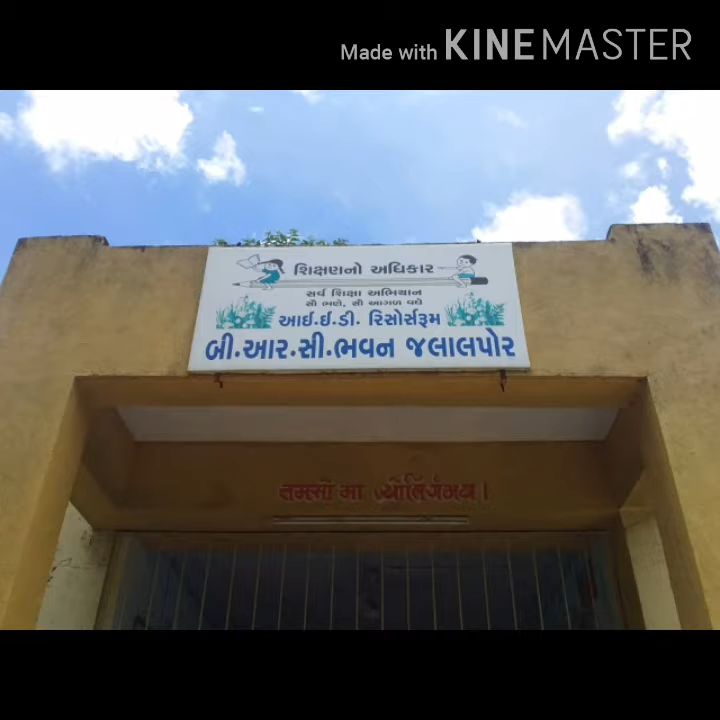 Made with KINEMASTER
શિક્ષણનો અધિકાર
સર્વ શિક્ષા અભિયાન
સૌ ભણે, સૌ આગળ વધે
આઈ.ઈ.ડી. રિસોર્સરૂમ
બી.આર.સી.ભવન જલાલપોર
તમસો મા જ્યોતિર્ગમય।